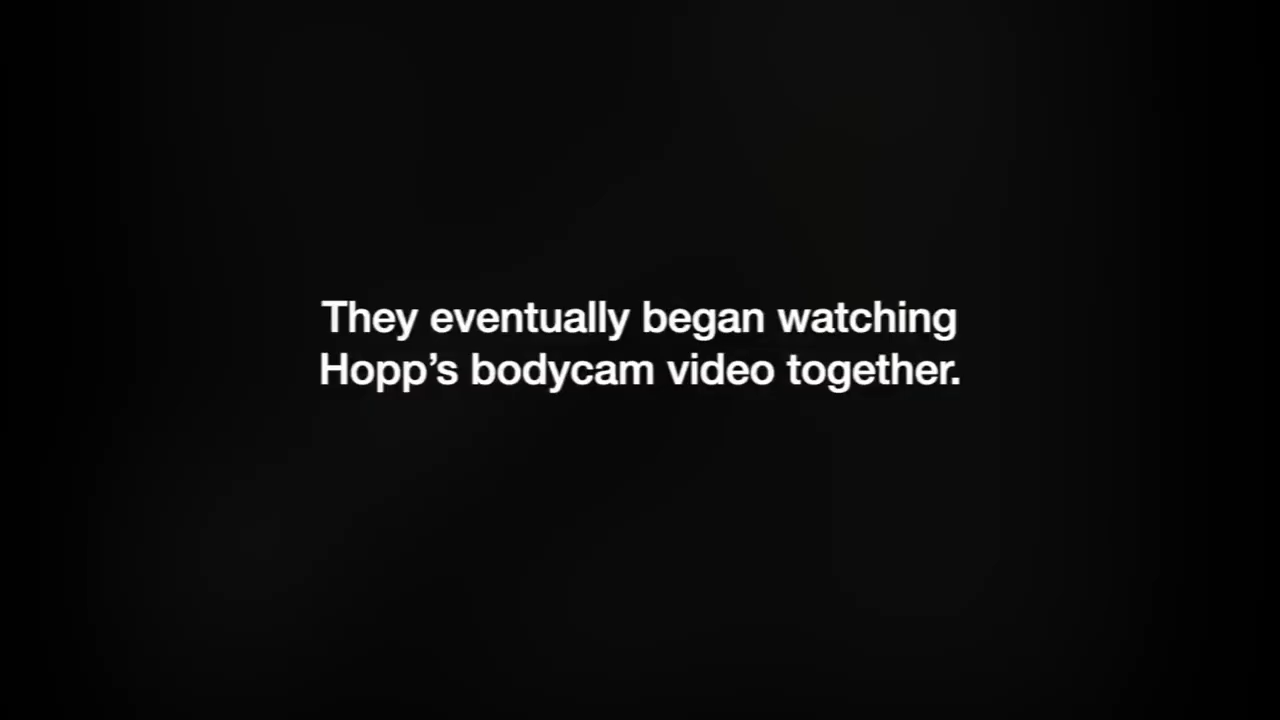 They eventually began watching
Hopp’s bodycam video together.